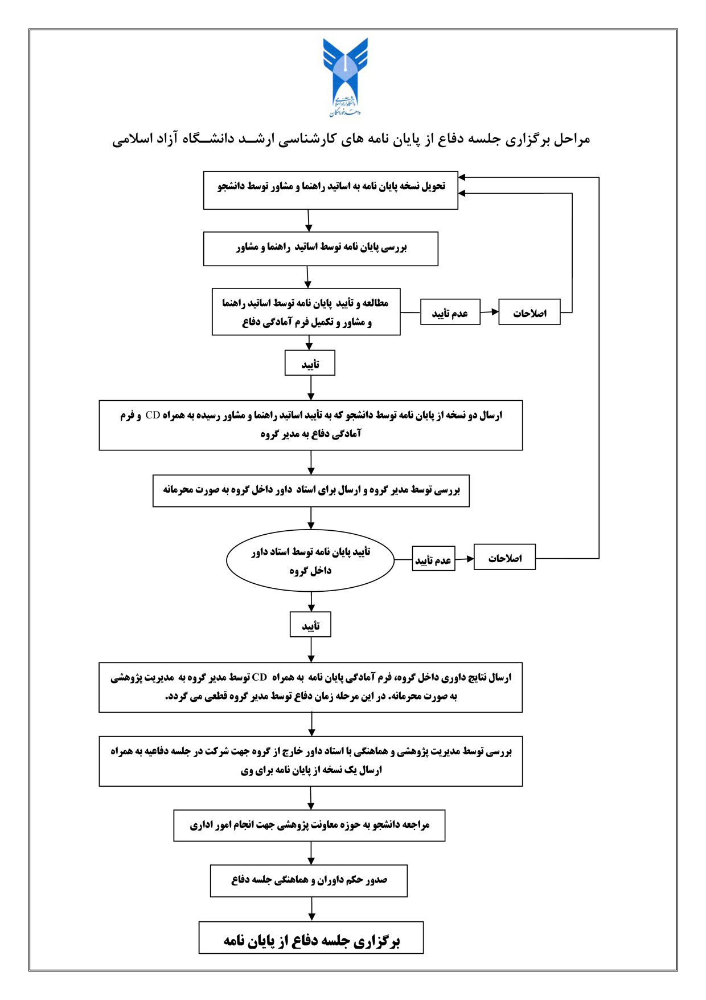 دانشگاه آزاد اسلامی
واحد خوراسگان
مراحل برگزاری جلسه دفاع از پایان نامه های کارشناسی ارشــد دانشــگاه آزاد اسلامی
تحویل نسخه پایان نامه به اساتید راهنما و مشاور توسط دانشجو
بررسی پایان نامه توسط اساتید راهنما و مشاور
مطالعه و تأیید پایان نامه توسط اساتید راهنما
و مشاور و تکمیل فرم آمادگی دفاع
عدم تأیید
اصلاحات
تأیید
ارسال دو نسخه از پایان نامه توسط دانشجو که به تأیید اساتید راهنما و مشاور رسیده به همراه CD و فرم
آمادگی دفاع به مدیر گروه
بررسی توسط مدیر گروه و ارسال برای استاد داور داخل گروه به صورت محرمانه
تأیید پایان نامه توسط استاد داور
داخل گروه
عدم تأیید
اصلاحات
تأیید
ارسال نتایج داوری داخل گروه، فرم آمادگی پایان نامه به همراه CD توسط مدیر گروه به مدیریت پژوهشی
به صورت محرمانه. در این مرحله زمان دفاع توسط مدیر گروه قطعی می گردد.
بررسی توسط مدیریت پژوهشی و هماهنگی با استاد داور خارج از گروه جهت شرکت در جلسه دفاعیه به همراه
ارسال یک نسخه از پایان نامه برای وی
مراجعه دانشجو به حوزه معاونت پژوهشی جهت انجام امور اداری
صدور حکم داوران و هماهنگی جلسه دفاع
برگزاری جلسه دفاع از پایان نامه